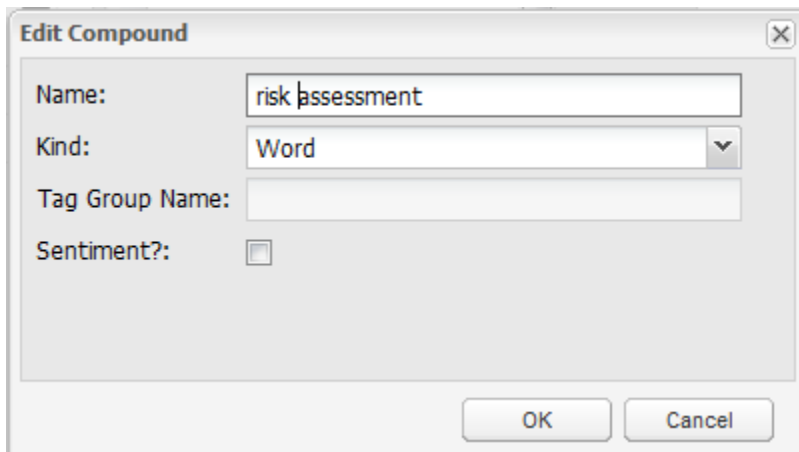 Edit Compound
Name: risk assessment
Kind: Word
Tag Group Name:
Sentiment?:
OK Cancel